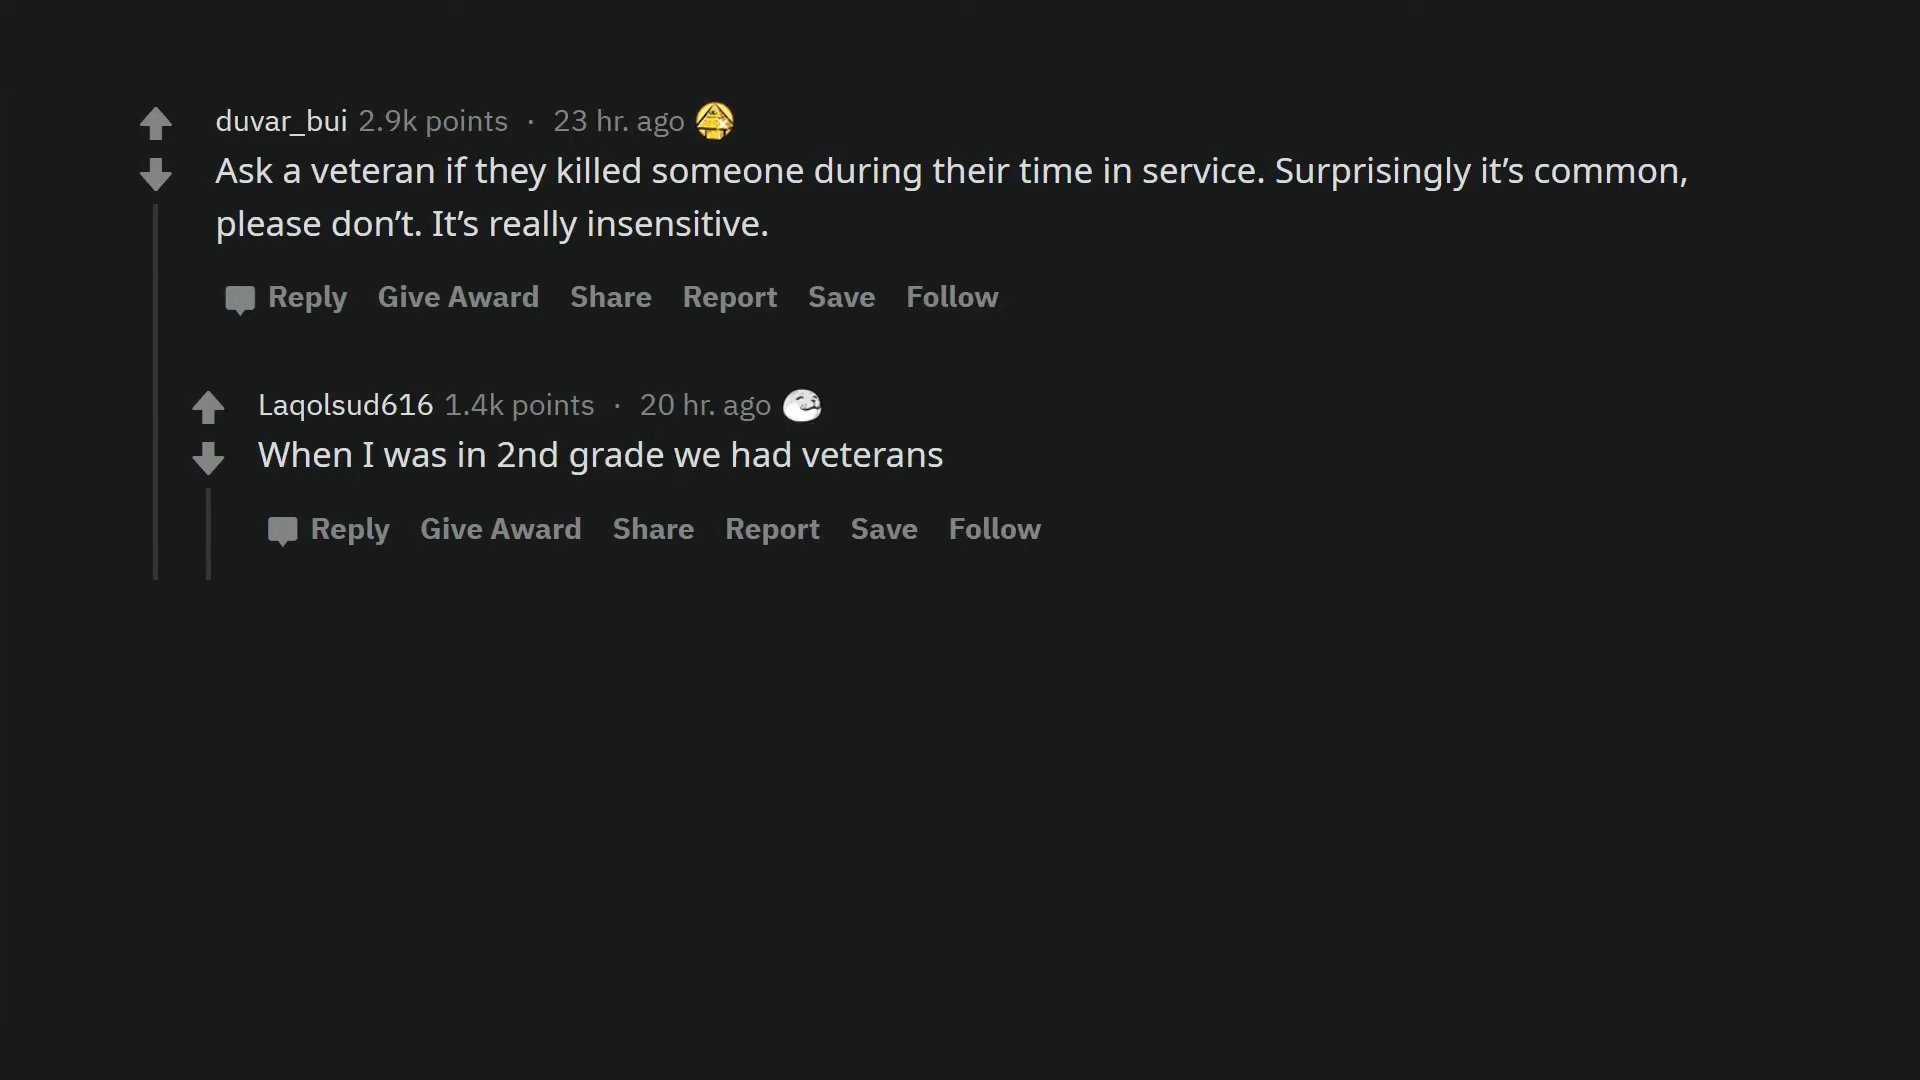 duvar_bui 2.9k points · 23 hr. ago
Ask a veteran if they killed someone during their time in service. Surprisingly it’s common,
please don’t. It’s really insensitive.
Reply Give Award Share Report Save Follow
Laqolsud616 1.4k points · 20 hr. ago
When I was in 2nd grade we had veterans
Reply Give Award Share Report Save Follow